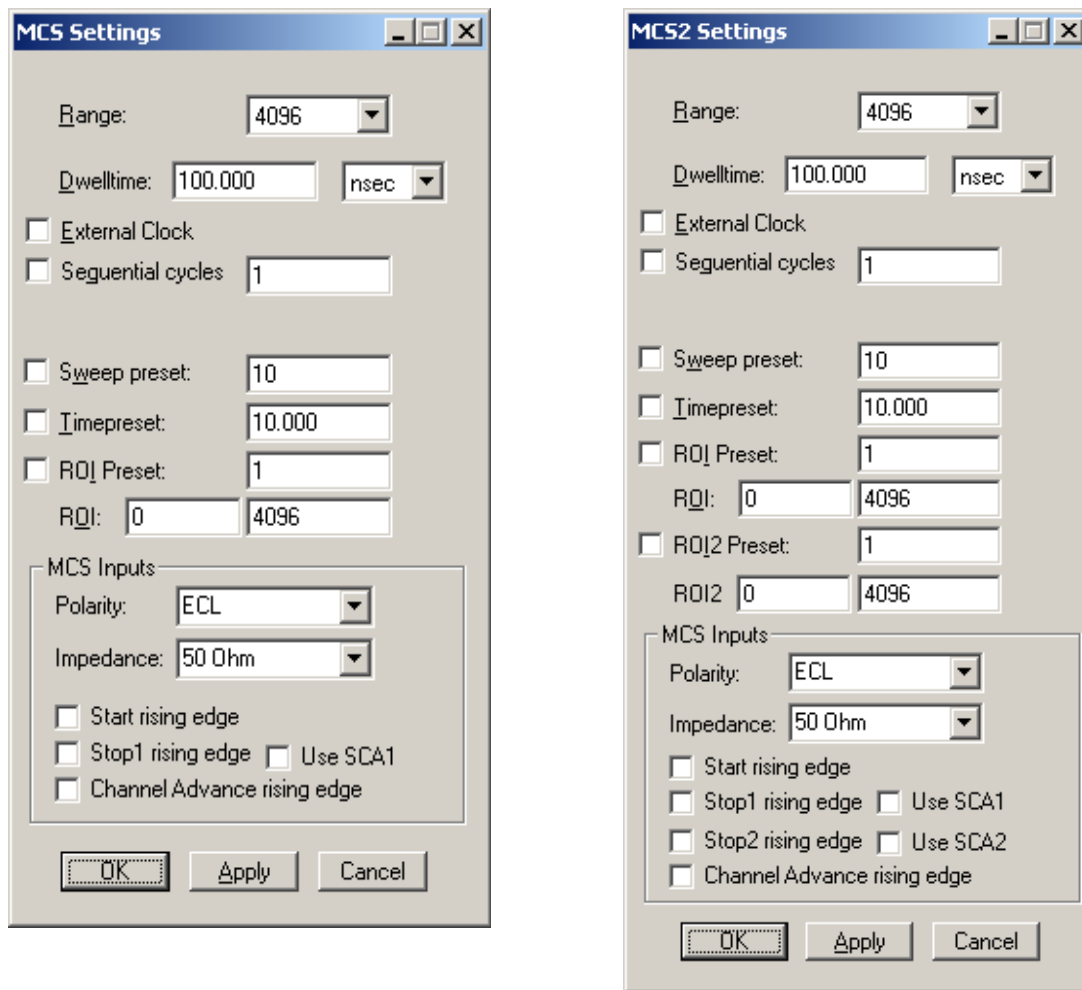 MCS Settings
Range: 4096
Dwelltime: 100.000 nsec
External Clock
Seguential cycles 1
Sweep preset: 10
Timepreset: 10.000
ROI Preset: 1
ROI: 0 4096
MCS Inputs
Polarity: ECL
Impedance: 50 Ohm
Start rising edge
Stop1 rising edge Use SCA1
Channel Advance rising edge
OK Apply Cancel
MCS2 Settings
Range: 4096
Dwelltime: 100.000 nsec
External Clock
Seguential cycles 1
Sweep preset: 10
Timepreset: 10.000
ROI Preset: 1
ROI: 0 4096
ROI2 Preset: 1
ROI2 0 4096
MCS Inputs
Polarity: ECL
Impedance: 50 Ohm
Start rising edge
Stop1 rising edge Use SCA1
Stop2 rising edge Use SCA2
Channel Advance rising edge
OK Apply Cancel